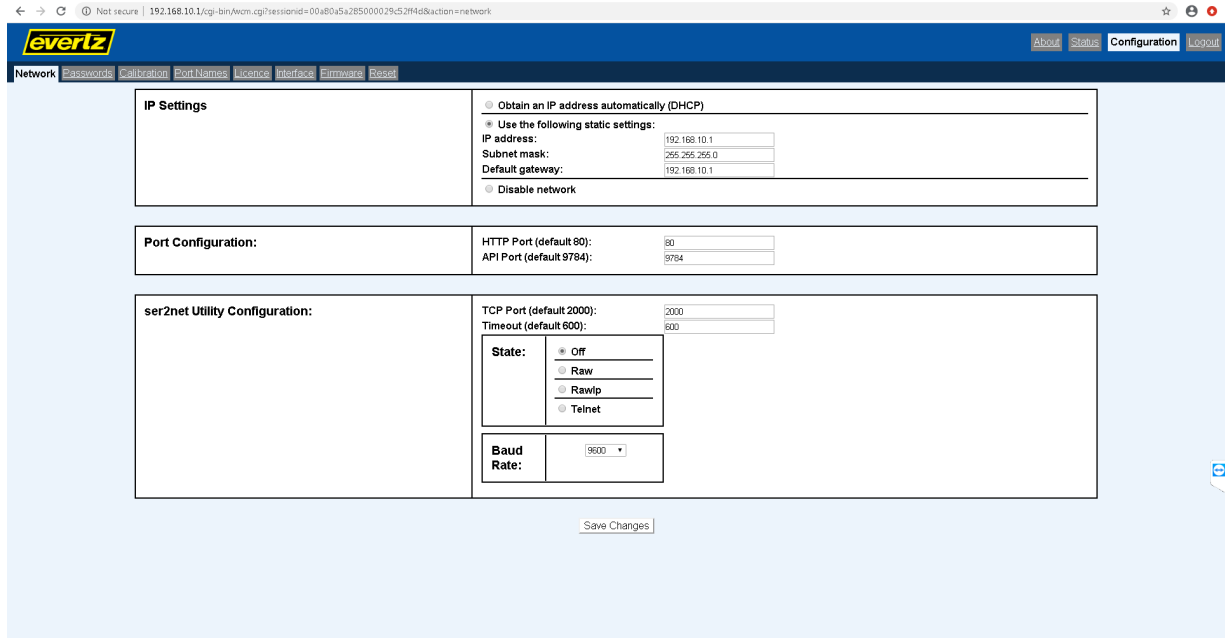 Not secure | 192.168.10.1/cgi-bin/wcm.cgi?sessionid=00a80a5a285000029c52ff4d&action=network
evertz
About Status Configuration Logout
Network Passwords Calibration Port Names Licence Interface Firmware Reset
IP Settings
Obtain an IP address automatically (DHCP)
Use the following static settings:
IP address: 192.168.10.1
Subnet mask: 255.255.255.0
Default gateway: 192.168.10.1
Disable network
Port Configuration:
HTTP Port (default 80): 80
API Port (default 9784): 9784
ser2net Utility Configuration:
TCP Port (default 2000): 2000
Timeout (default 600): 600
State:
Off
Raw
Rawlp
Telnet
Baud
Rate:
9600
Save Changes